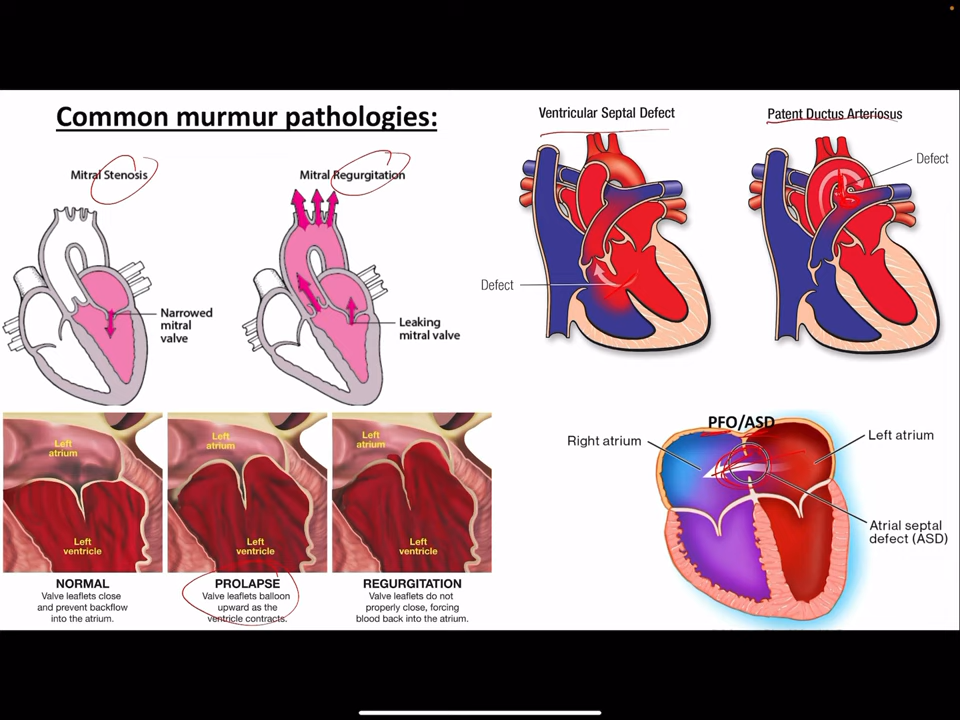 Common murmur pathologies:
Mitral Stenosis
Mitral Regurgitation
Narrowed
mitral
valve
Leaking
mitral valve
Ventricular Septal Defect
Patent Ductus Arteriosus
Defect
Defect
Left
atrium
Left
ventricle
NORMAL
Valve leaflets close
and prevent backflow
into the atrium.
Left
atrium
Left
ventricle
PROLAPSE
Valve leaflets balloon
upward as the
ventricle contracts.
Left
atrium
Left
ventricle
REGURGITATION
Valve leaflets do not
properly close, forcing
blood back into the atrium.
PFO/ASD
Right atrium
Left atrium
Atrial septal
defect (ASD)